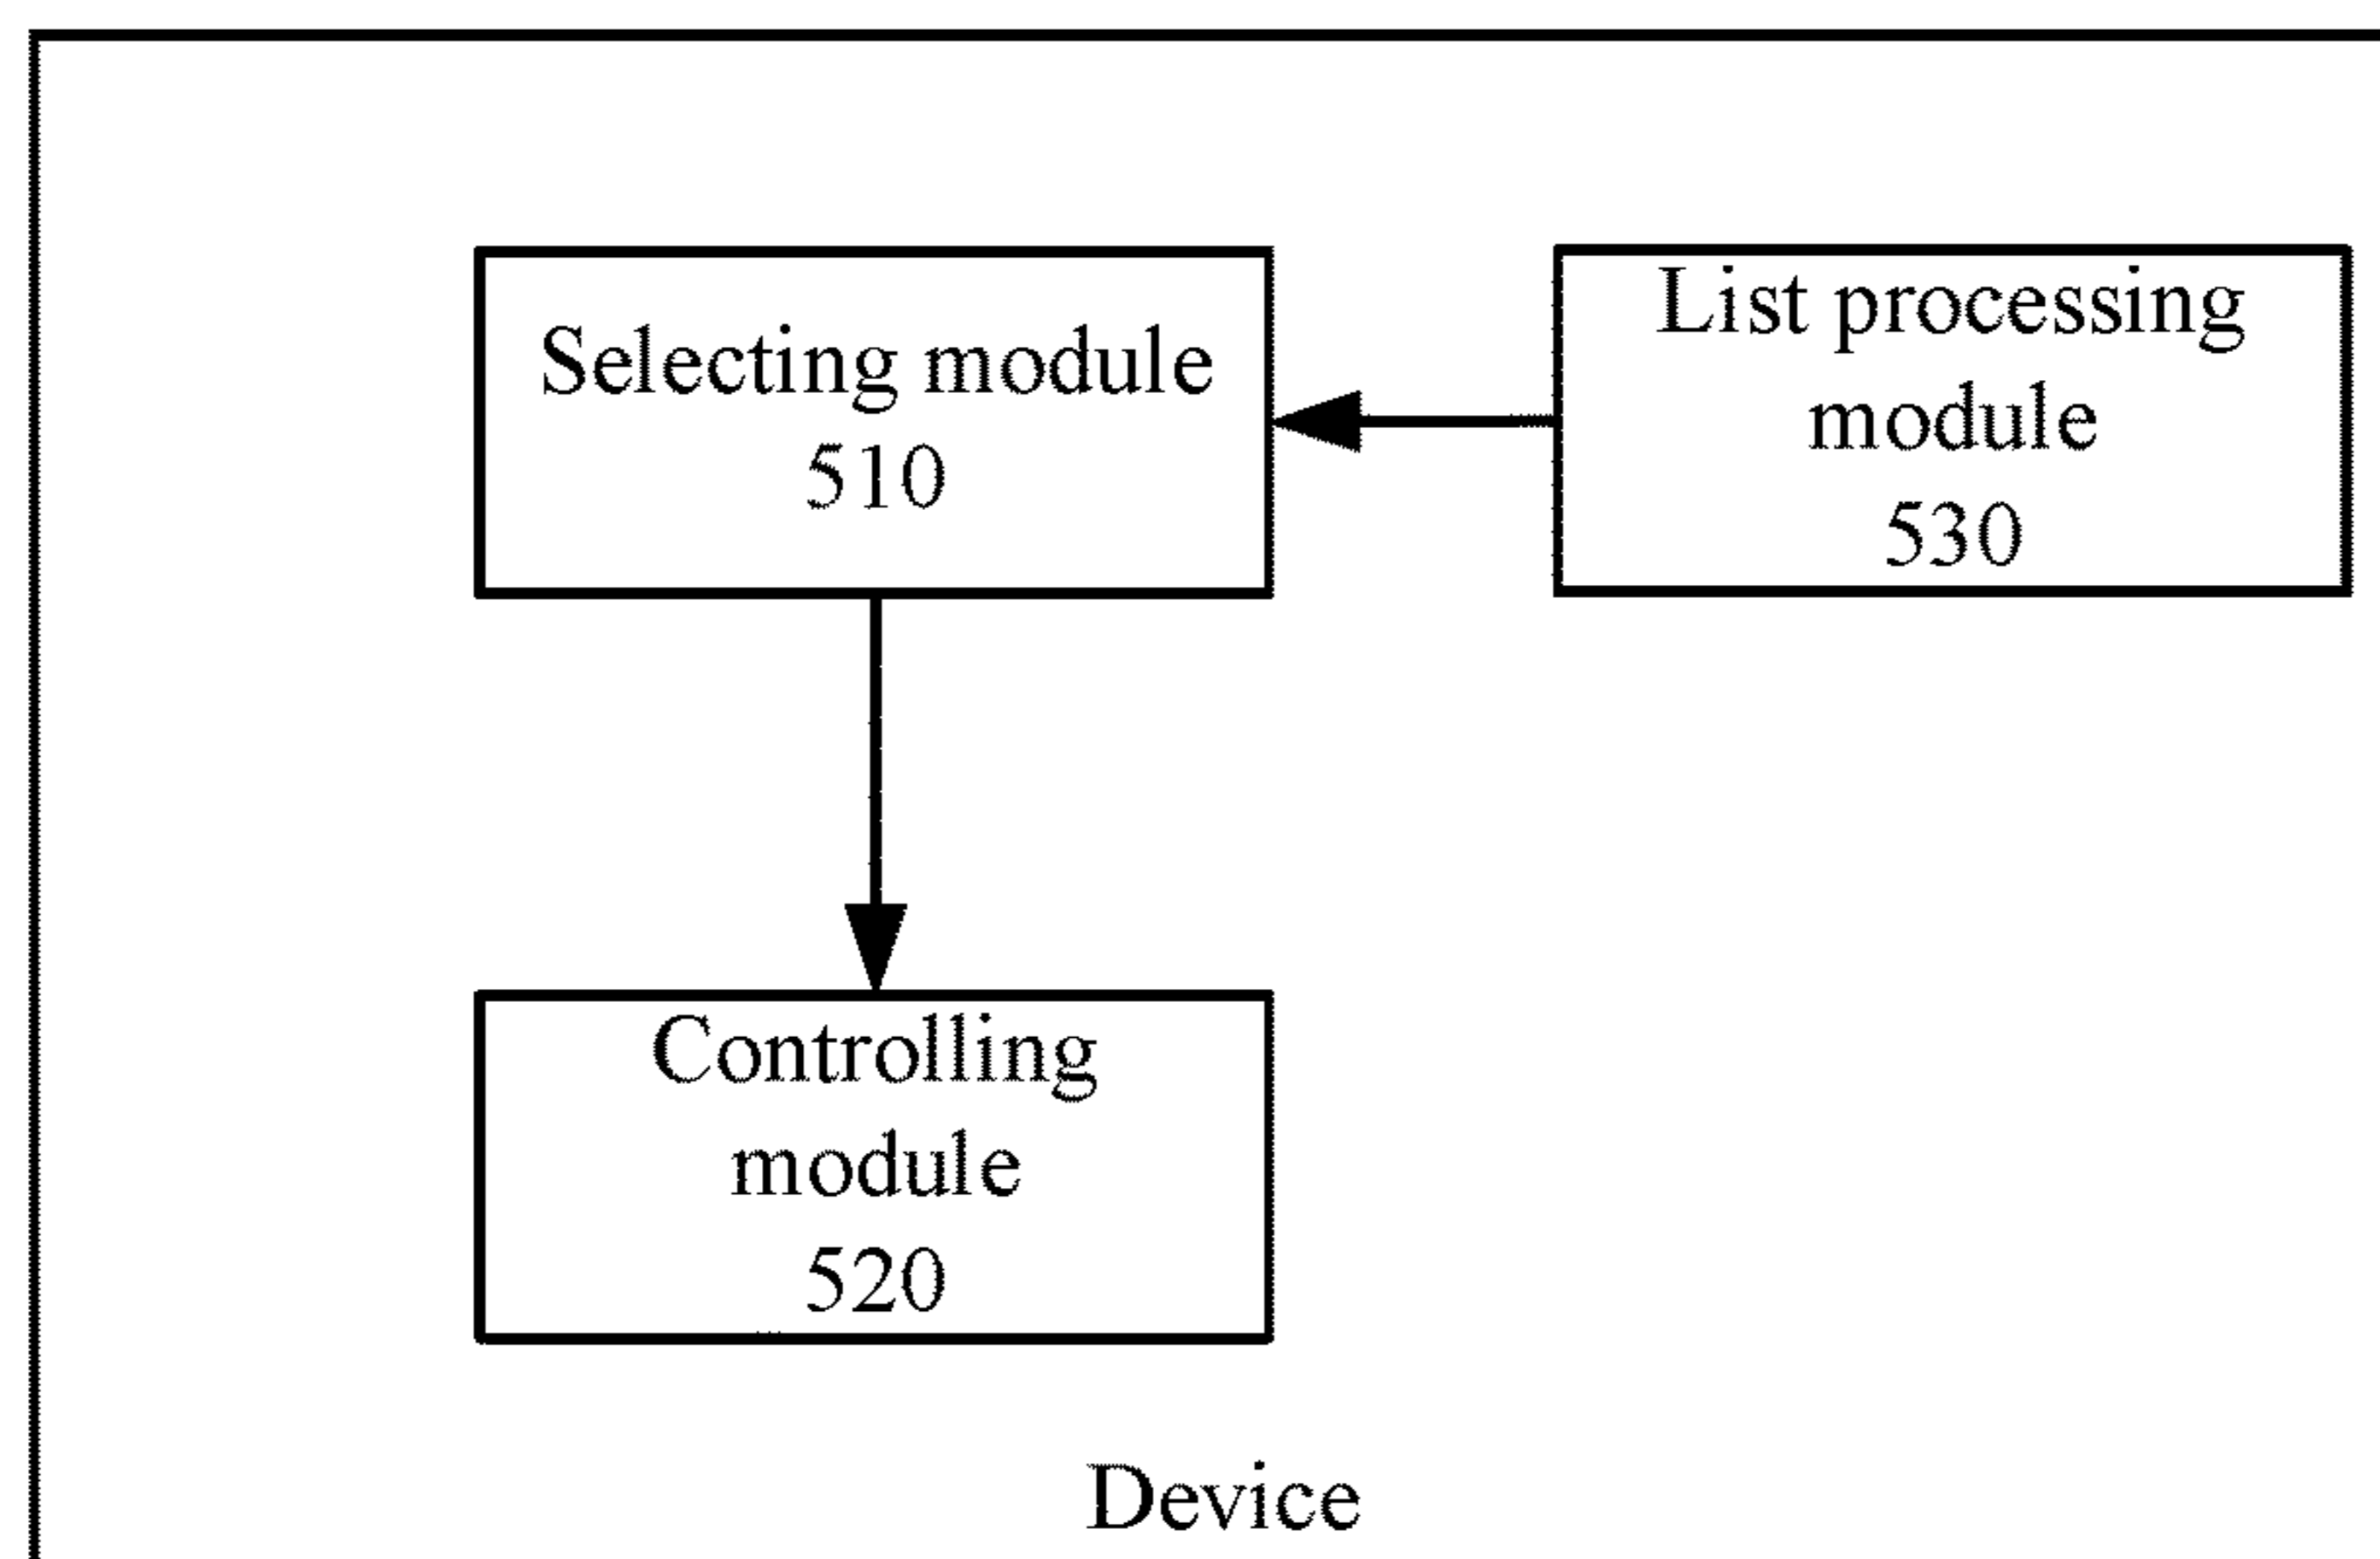 Selecting module
510
List processing
module
530
Controlling
module
520
Device